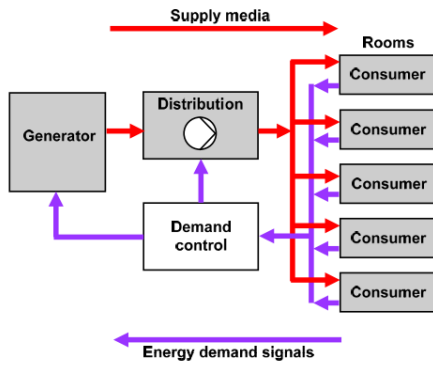 Supply media
Rooms
Consumer
Distribution
Generator
Consumer
Consumer
Demand
control
Consumer
Consumer
Energy demand signals